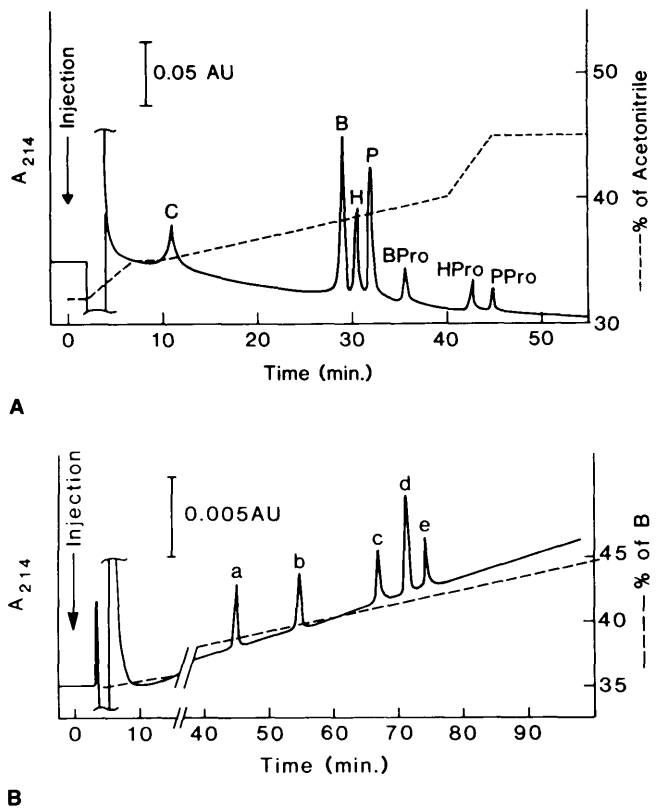 Injection
A214
0.05 AU
C
B
H
P
BPro
HPro
PPro
50
40
30
-----% of Acetonitrile
0 10 20 30 40 50
Time (min.)
A
Injection
A214
0.005AU
a
b
c
d
e
45
40
35
----% of B
0 10 40 50 60 70 80 90
Time (min.)
B